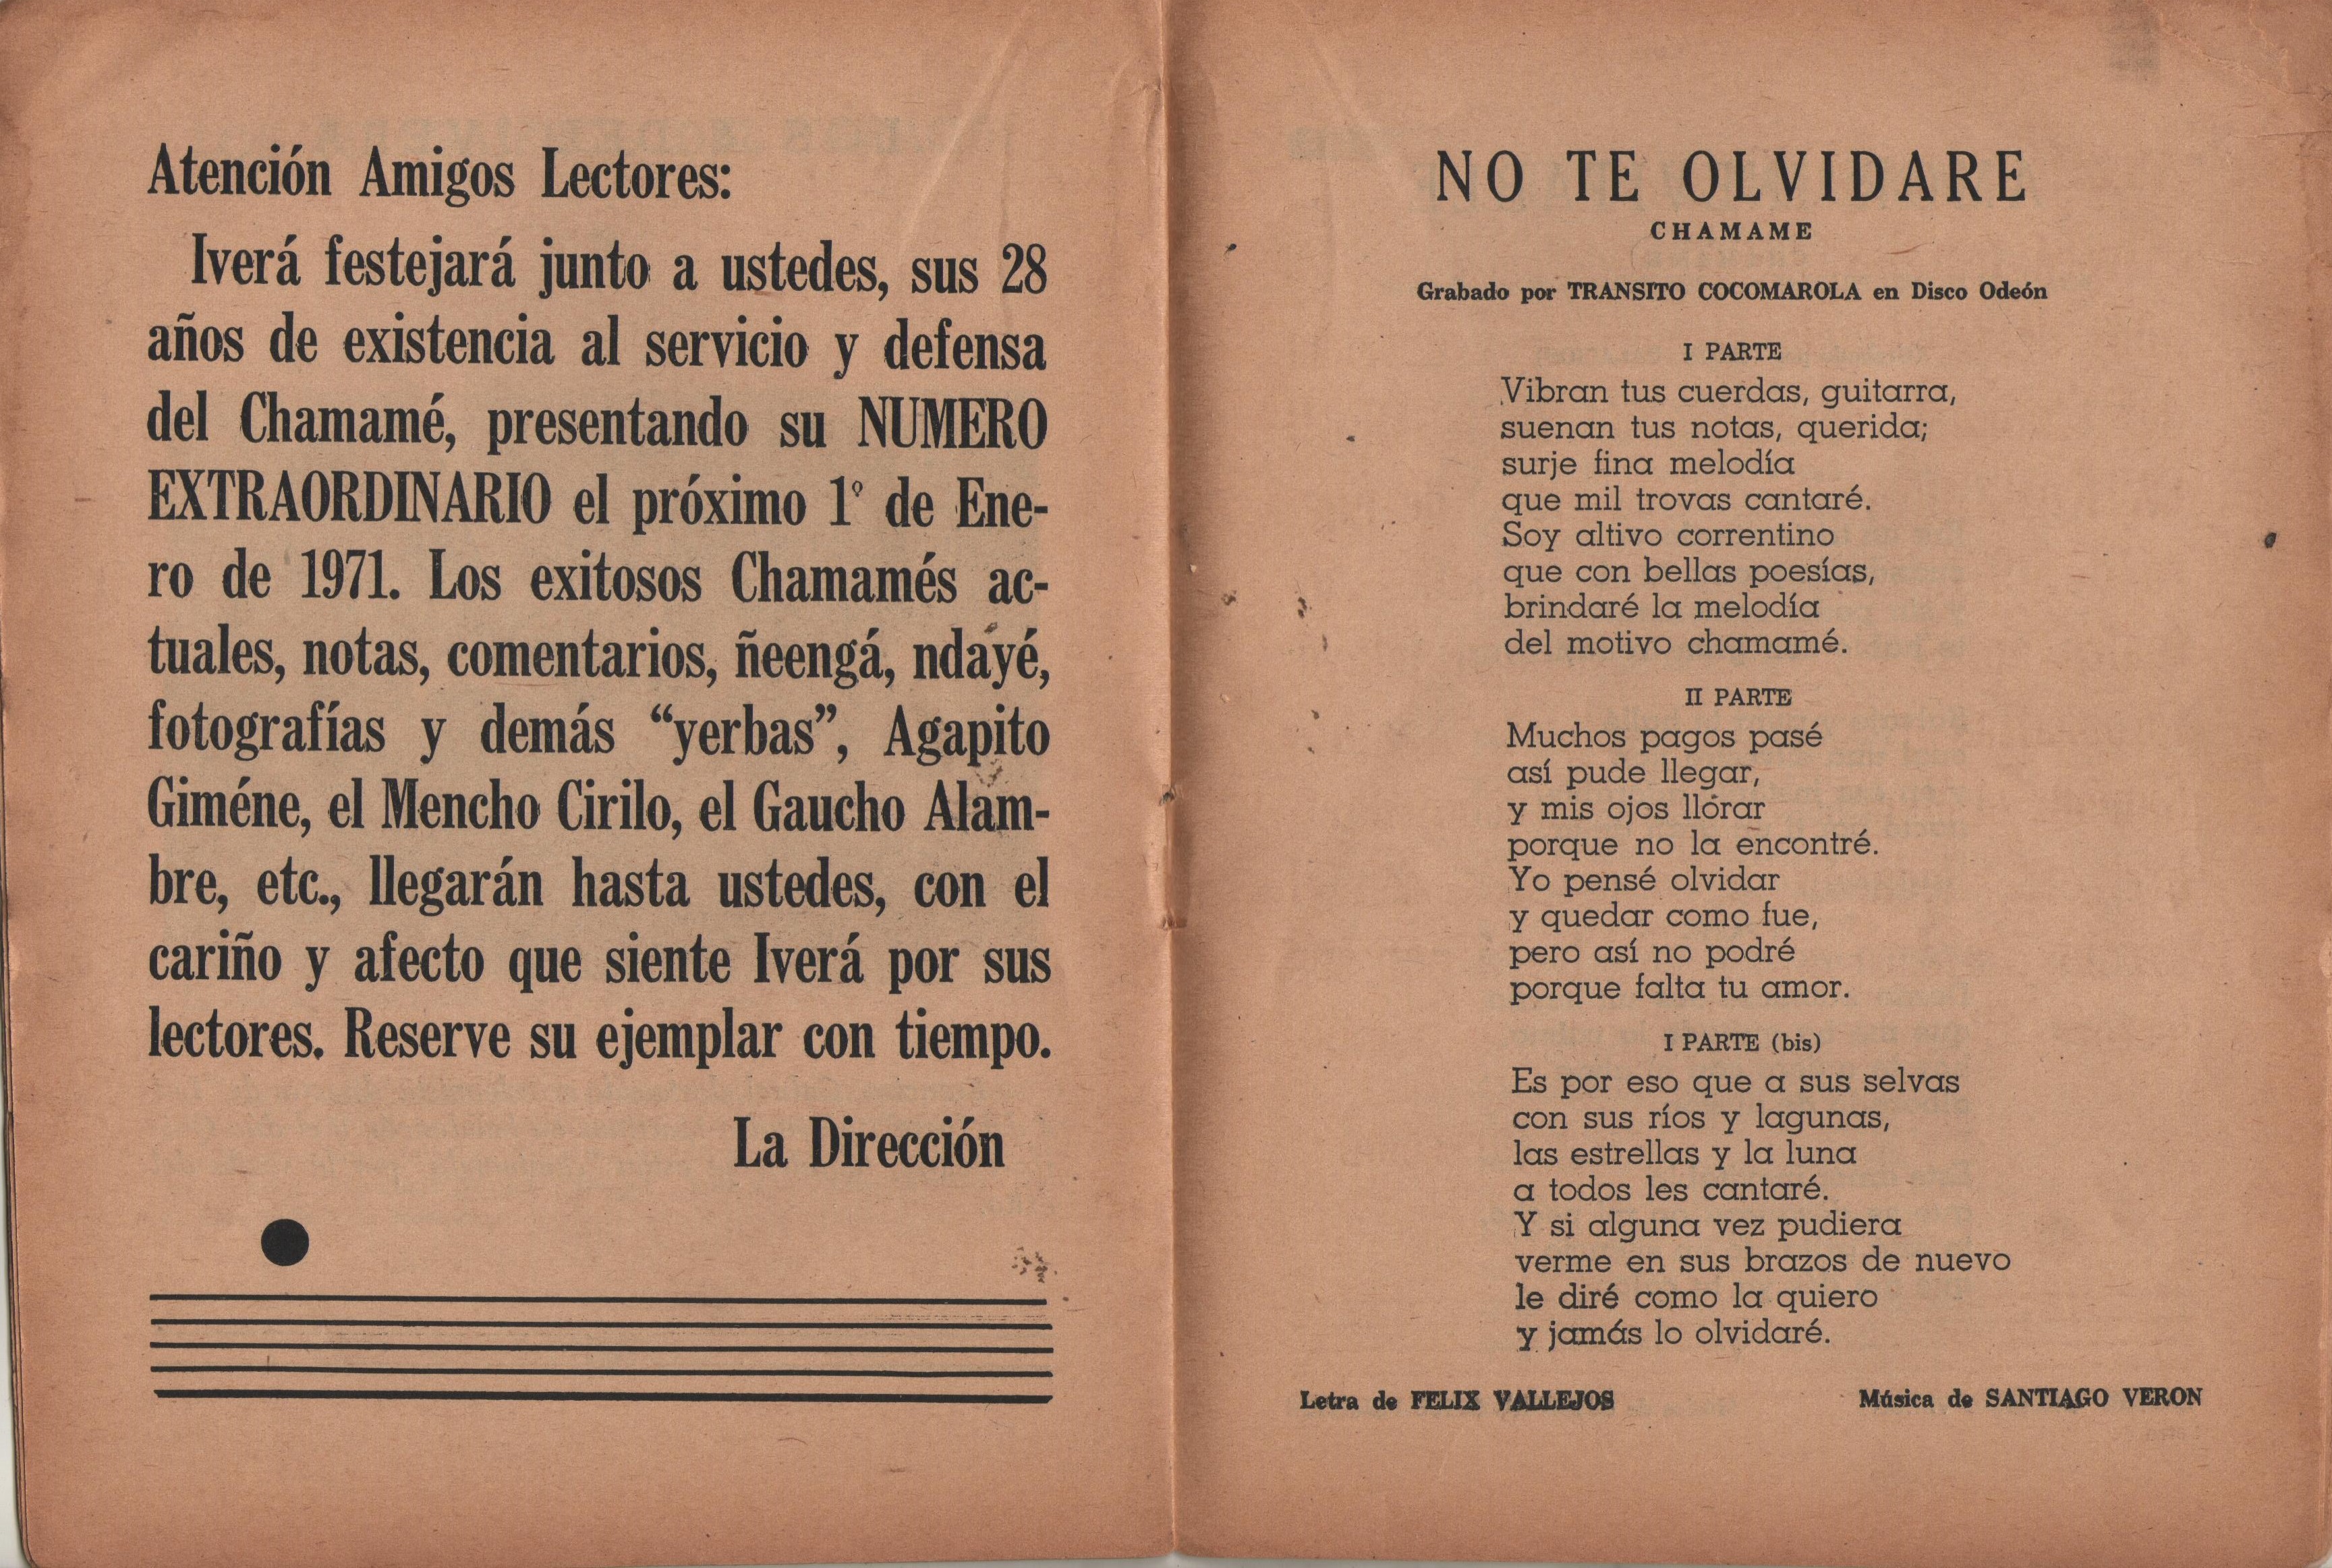 Atención Amigos Lectores:
Iverá festejará junto a ustedes, sus 28
años de existencia al servicio y defensa
del Chamamé, presentando su NUMERO
EXTRAORDINARIO el próximo 1° de Ene-
ro de 1971. Los exitosos Chamamés ac-
tuales, notas, comentarios, ñeengá, ndayé,
fotografías y demás “yerbas”, Agapito
Giméne, el Mencho Cirilo, el Gaucho Alam-
bre, etc., llegarán hasta ustedes, con el
cariño y afecto que siente Iverá por sus
lectores. Reserve su ejemplar con tiempo.
La Dirección
NO TE OLVIDARE
CHAMAME
Grabado por TRANSITO COCOMAROLA en Disco Odeón
I PARTE
Vibran tus cuerdas, guitarra,
suenan tus notas, querida;
surje fina melodía
que mil trovas cantaré.
Soy altivo correntino
que con bellas poesías,
brindaré la melodía
del motivo chamamé.
II PARTE
Muchos pagos pasé
así pude llegar,
y mis ojos llórar
porque no la encontré.
Yo pensé olvidar
y quedar como fue,
pero así no podré
porque falta tu amor.
I PARTE (bis)
Es por eso que a sus selvas
con sus ríos y lagunas,
las estrellas y la luna
a todos les cantaré.
Y si alguna vez pudiera
verme en sus brazos de nuevo
le diré como la quiero
y jamás lo olvidaré.
Letra de FELIX VALLEJOS
Música de SANTIAGO VERON